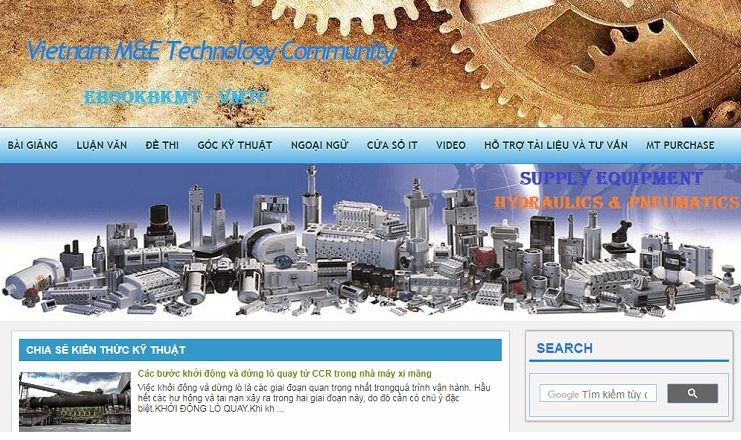 Vietnam M&E Technology Community
EBOOKBKMT - VMTC
BÀI GIẢNG LUẬN VĂN ĐỀ THI GÓC KỸ THUẬT NGOẠI NGỮ CỬA SỔ IT VIDEO HỖ TRỢ TÀI LIỆU VÀ TƯ VẤN MT PURCHASE
SUPPLY EQUIPMENT
HYDRAULICS & PNEUMATICS
CHIA SẺ KIẾN THỨC KỸ THUẬT
SEARCH
Các bước khởi động và dừng lò quay từ CCR trong nhà máy xi măng
Việc khởi động và dừng lò là các giai đoạn quan trọng nhất trongquá trình vận hành. Hầu
hết các hư hỏng và tai nạn xảy ra trong hai giai đoạn này, do đó cần có chú ý đặc
biệt.KHỞI ĐỘNG LÒ QUAY.Khi kh ...
Google Tìm kiếm tùy c